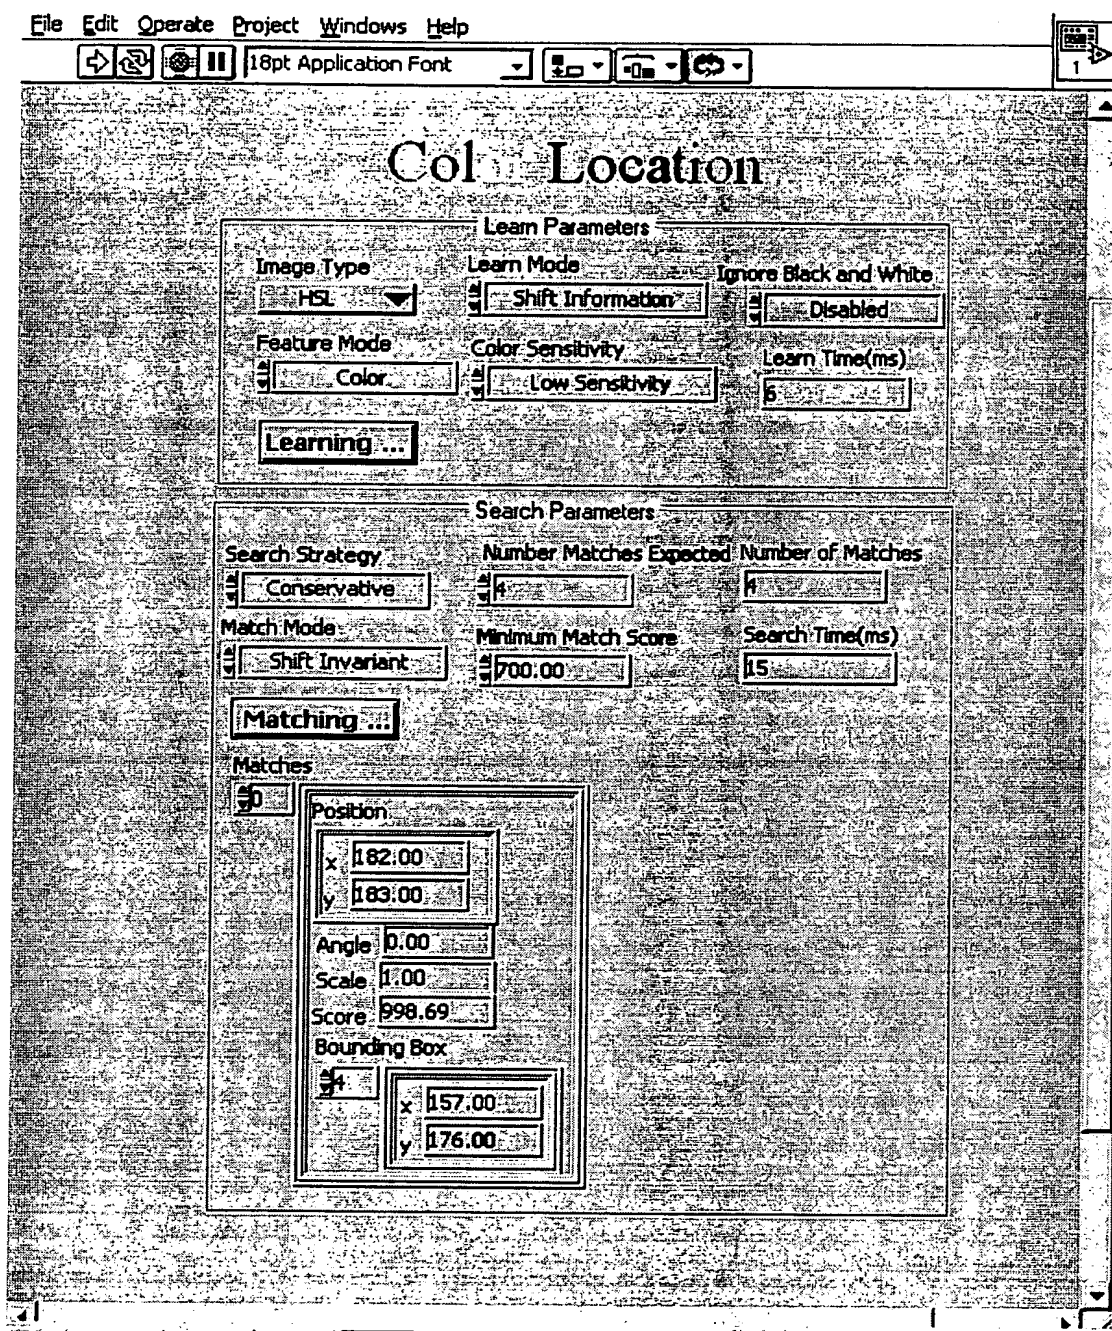 File Edit Operate Project Windows Help
18pt Application Font
1
Col Location
Learn Parameters
Image Type Learn Mode Ignore Black and White
HSL Shift Information Disabled
Feature Mode Color Sensitivity Learn Time(ms)
Color Low Sensitivity 6
Learning ...
Search Parameters
Search Strategy Number Matches Expected Number of Matches
Conservative 4 4
Match Mode Minimum Match Score Search Time(ms)
Shift Invariant 700.00 15
Matching ...
Matches
0
Position
x 182.00
y 183.00
Angle 0.00
Scale 1.00
Score 998.69
Bounding Box
4
x 157.00
y 176.00